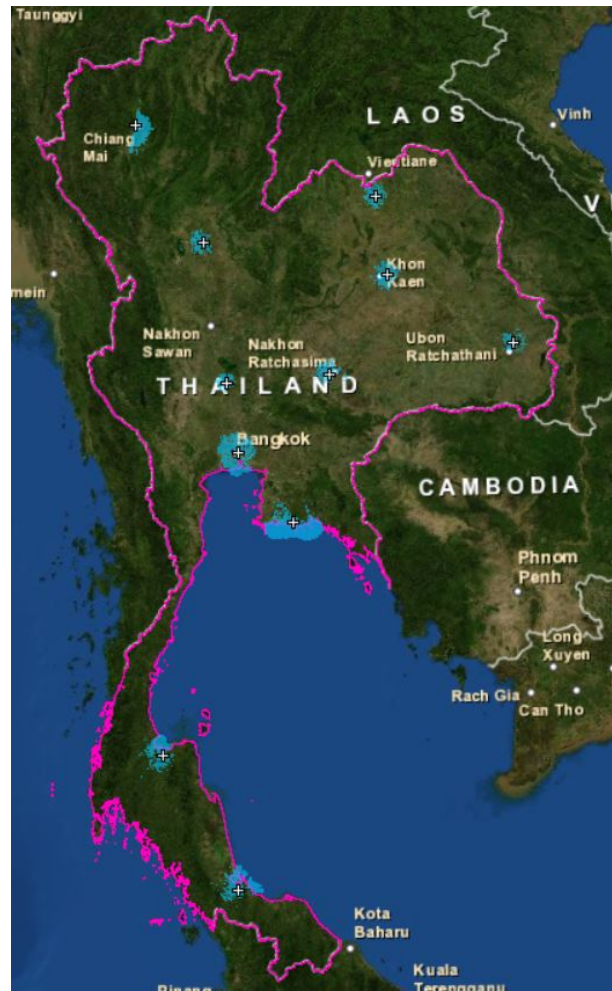 Taunggyi
LAOS
Vinh
Chiang
Mai
Vientiane
V
Khon
Kaen
mein
Nakhon
Sawan
Nakhon
Ratchasima
Ubon
Ratchathani
THAILAND
Bangkok
CAMBODIA
Phnom
Penh
Long
Xuyen
Rach Gia
Can Tho
Kota
Baharu
Pinang
Kuala
Terengganu